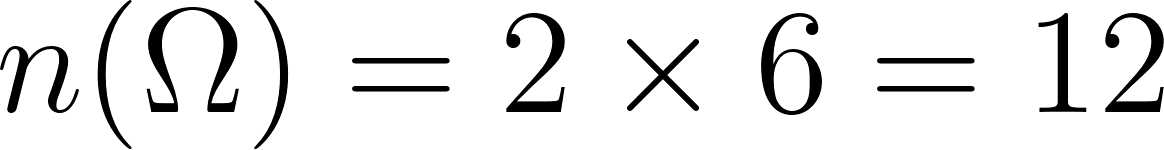 n(Ω) = 2 × 6 = 12